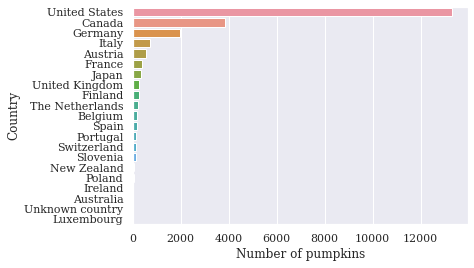 United States
Canada
Germany
Italy
Austria
France
Japan
United Kingdom
Finland
The Netherlands
Belgium
Spain
Portugal
Switzerland
Slovenia
New Zealand
Poland
Ireland
Australia
Unknown country
Luxembourg
Country
0 2000 4000 6000 8000 10000 12000
Number of pumpkins